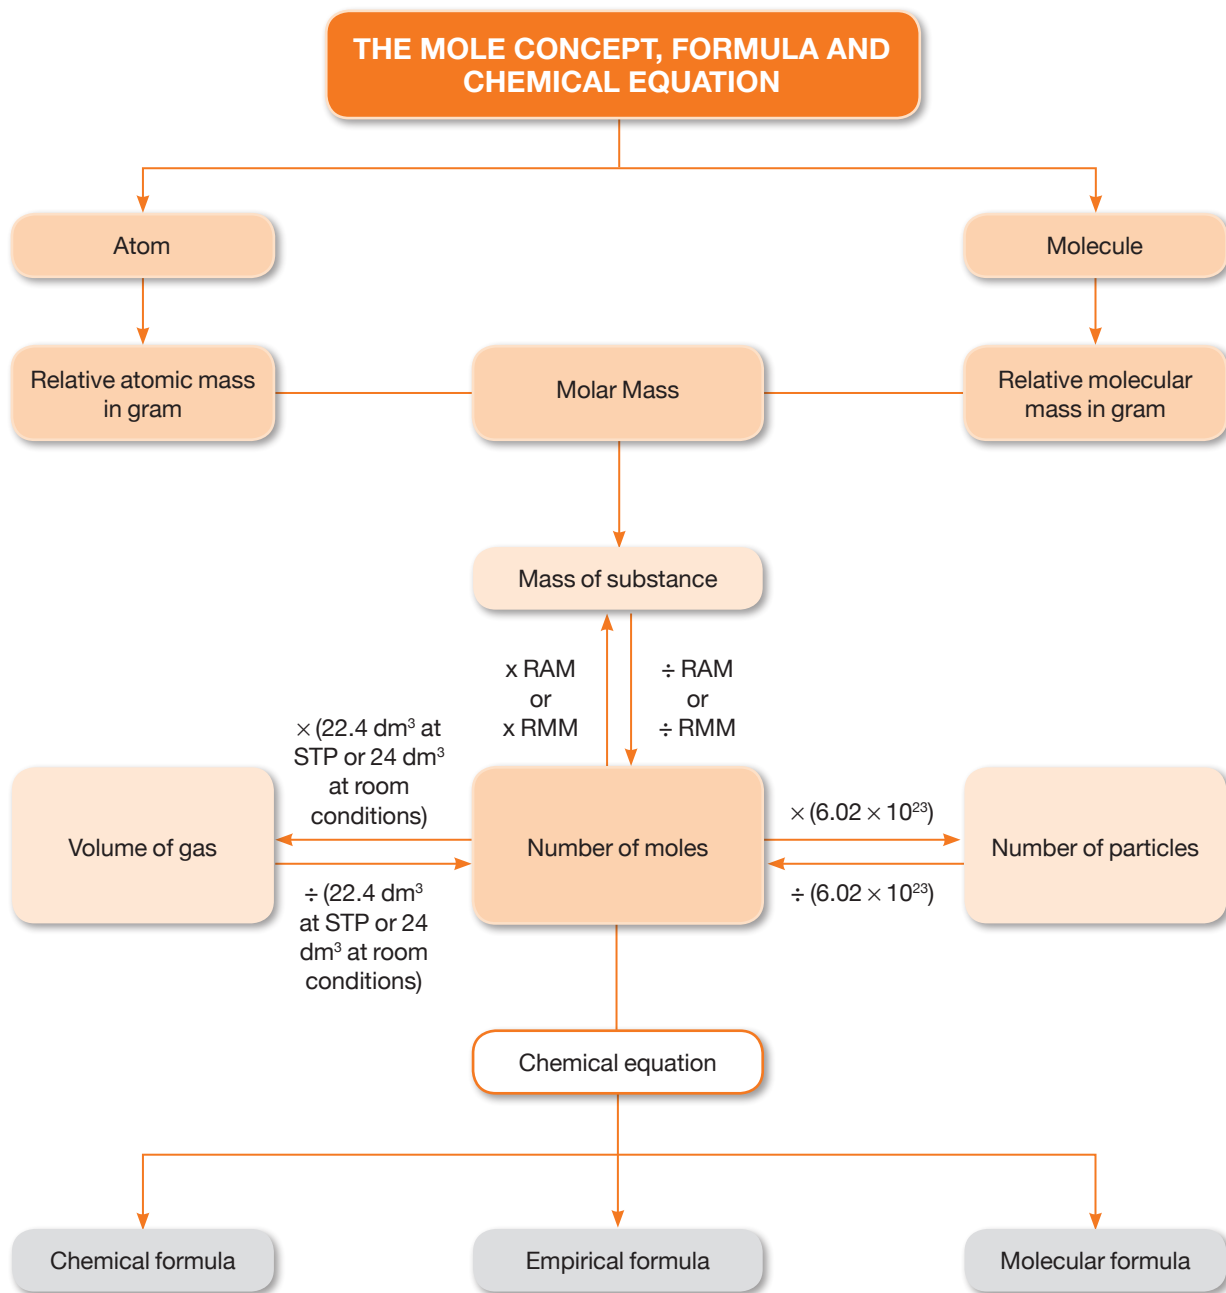 THE MOLE CONCEPT, FORMULA AND
CHEMICAL EQUATION
Atom
Molecule
Relative atomic mass
in gram
Molar Mass
Relative molecular
mass in gram
Mass of substance
x RAM
or
x RMM
÷ RAM
or
÷ RMM
× (22.4 dm³ at
STP or 24 dm³
at room
conditions)
Volume of gas
÷ (22.4 dm³
at STP or 24
dm³ at room
conditions)
Number of moles
× (6.02 × 10²³)
÷ (6.02 × 10²³)
Number of particles
Chemical equation
Chemical formula
Empirical formula
Molecular formula